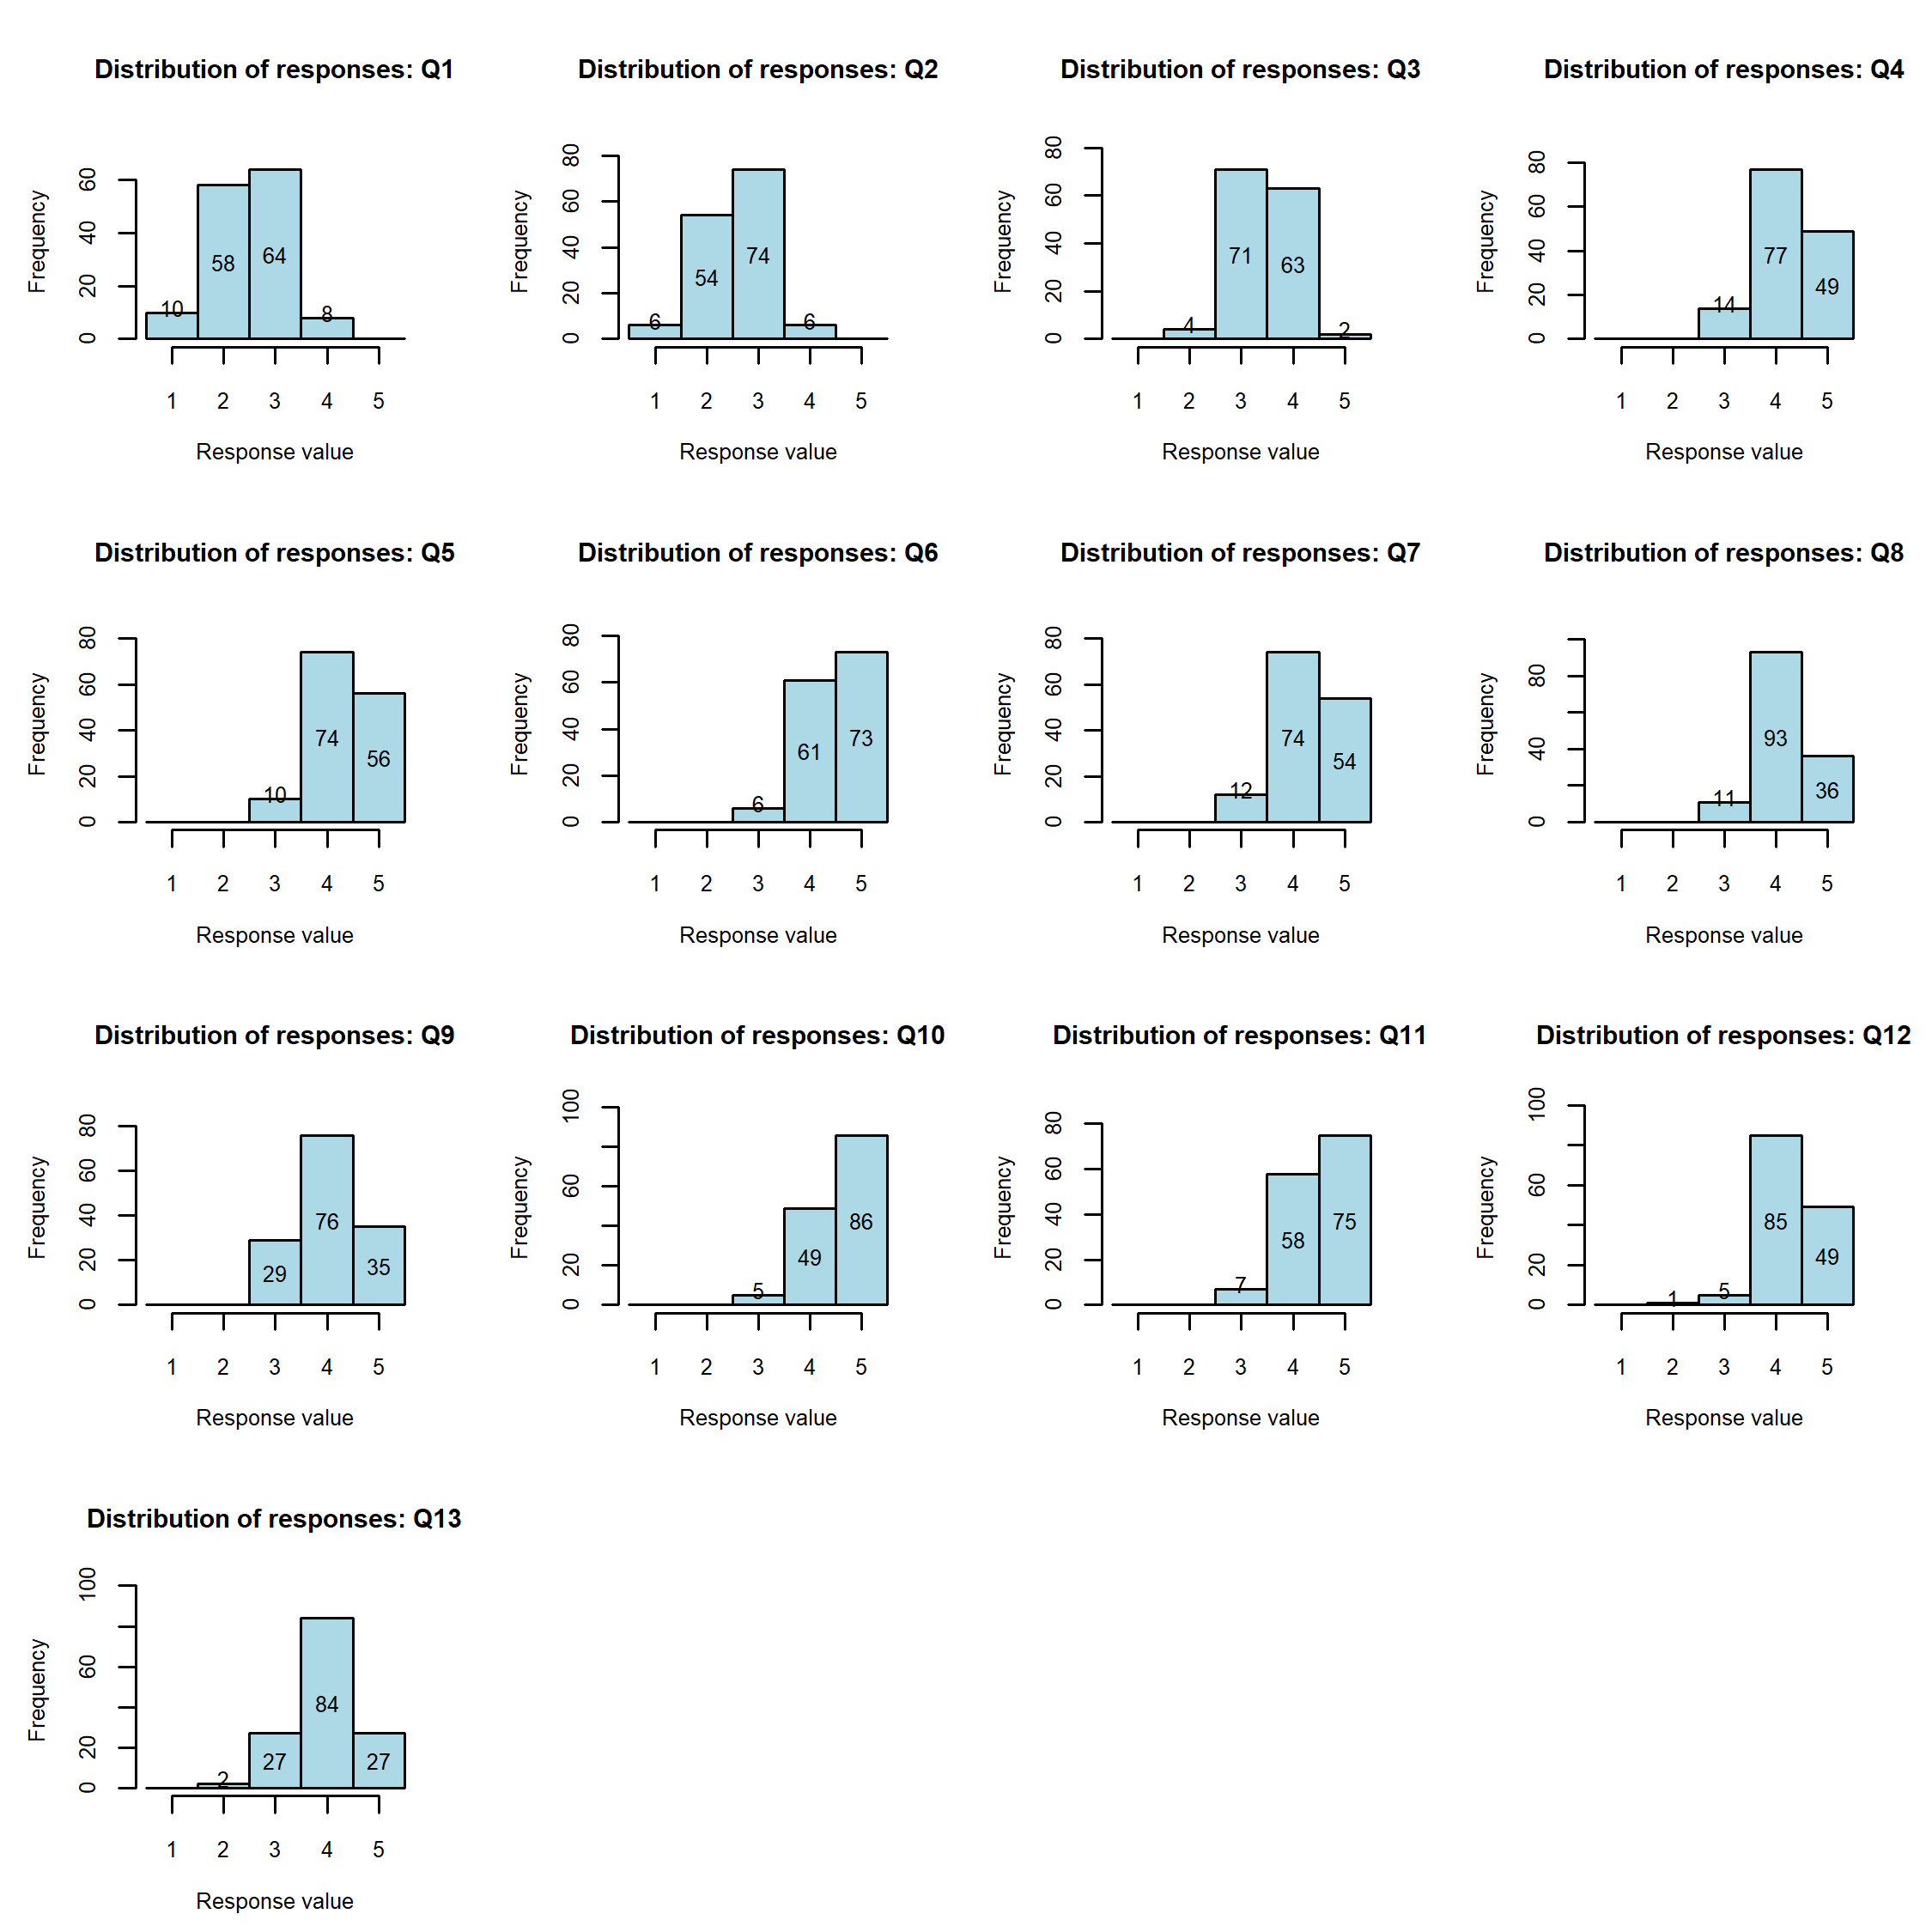 Distribution of responses: Q1
Frequency
0 20 40 60
10 58 64 8
1 2 3 4 5
Response value
Distribution of responses: Q2
Frequency
0 20 40 60 80
6 54 74 6
1 2 3 4 5
Response value
Distribution of responses: Q3
Frequency
0 20 40 60 80
4 71 63 2
1 2 3 4 5
Response value
Distribution of responses: Q4
Frequency
0 20 40 60 80
14 77 49
1 2 3 4 5
Response value
Distribution of responses: Q5
Frequency
0 20 40 60 80
10 74 56
1 2 3 4 5
Response value
Distribution of responses: Q6
Frequency
0 20 40 60 80
6 61 73
1 2 3 4 5
Response value
Distribution of responses: Q7
Frequency
0 20 40 60 80
12 74 54
1 2 3 4 5
Response value
Distribution of responses: Q8
Frequency
0 40 80
11 93 36
1 2 3 4 5
Response value
Distribution of responses: Q9
Frequency
0 20 40 60 80
29 76 35
1 2 3 4 5
Response value
Distribution of responses: Q10
Frequency
0 20 60 100
5 49 86
1 2 3 4 5
Response value
Distribution of responses: Q11
Frequency
0 20 40 60 80
7 58 75
1 2 3 4 5
Response value
Distribution of responses: Q12
Frequency
0 20 60 100
1 5 85 49
1 2 3 4 5
Response value
Distribution of responses: Q13
Frequency
0 20 60 100
2 27 84 27
1 2 3 4 5
Response value